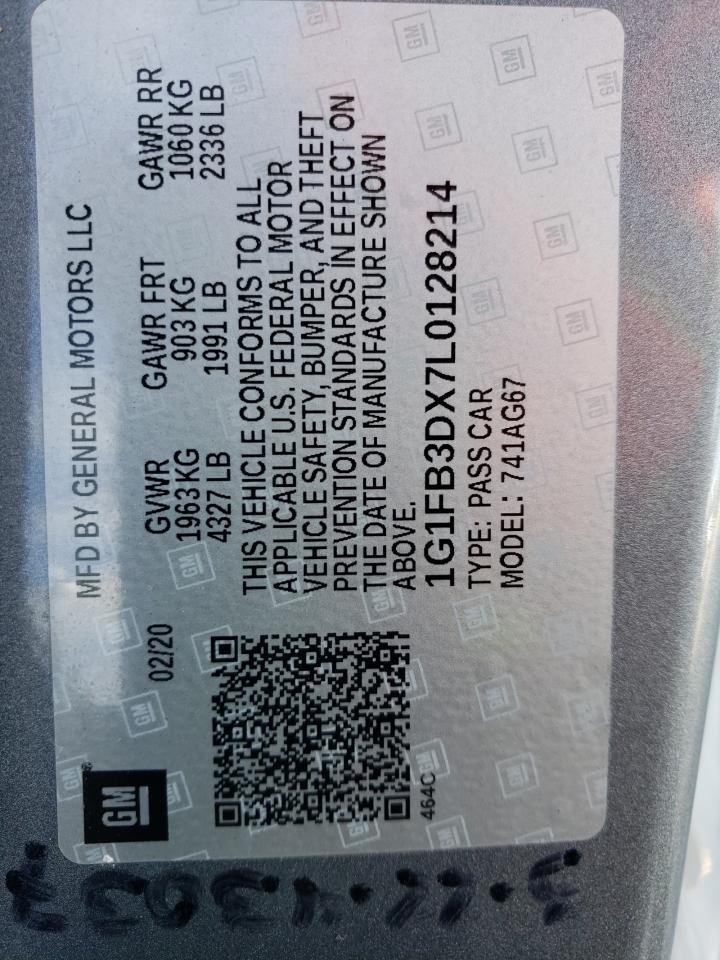 GM
MFD BY GENERAL MOTORS LLC
02/20
GVWR GAWR FRT GAWR RR
1963 KG 903 KG 1060 KG
4327 LB 1991 LB 2336 LB
THIS VEHICLE CONFORMS TO ALL
APPLICABLE U.S. FEDERAL MOTOR
VEHICLE SAFETY, BUMPER, AND THEFT
PREVENTION STANDARDS IN EFFECT ON
THE DATE OF MANUFACTURE SHOWN
ABOVE.
1G1FB3DX7L0128214
TYPE: PASS CAR
MODEL: 741AG67
464C